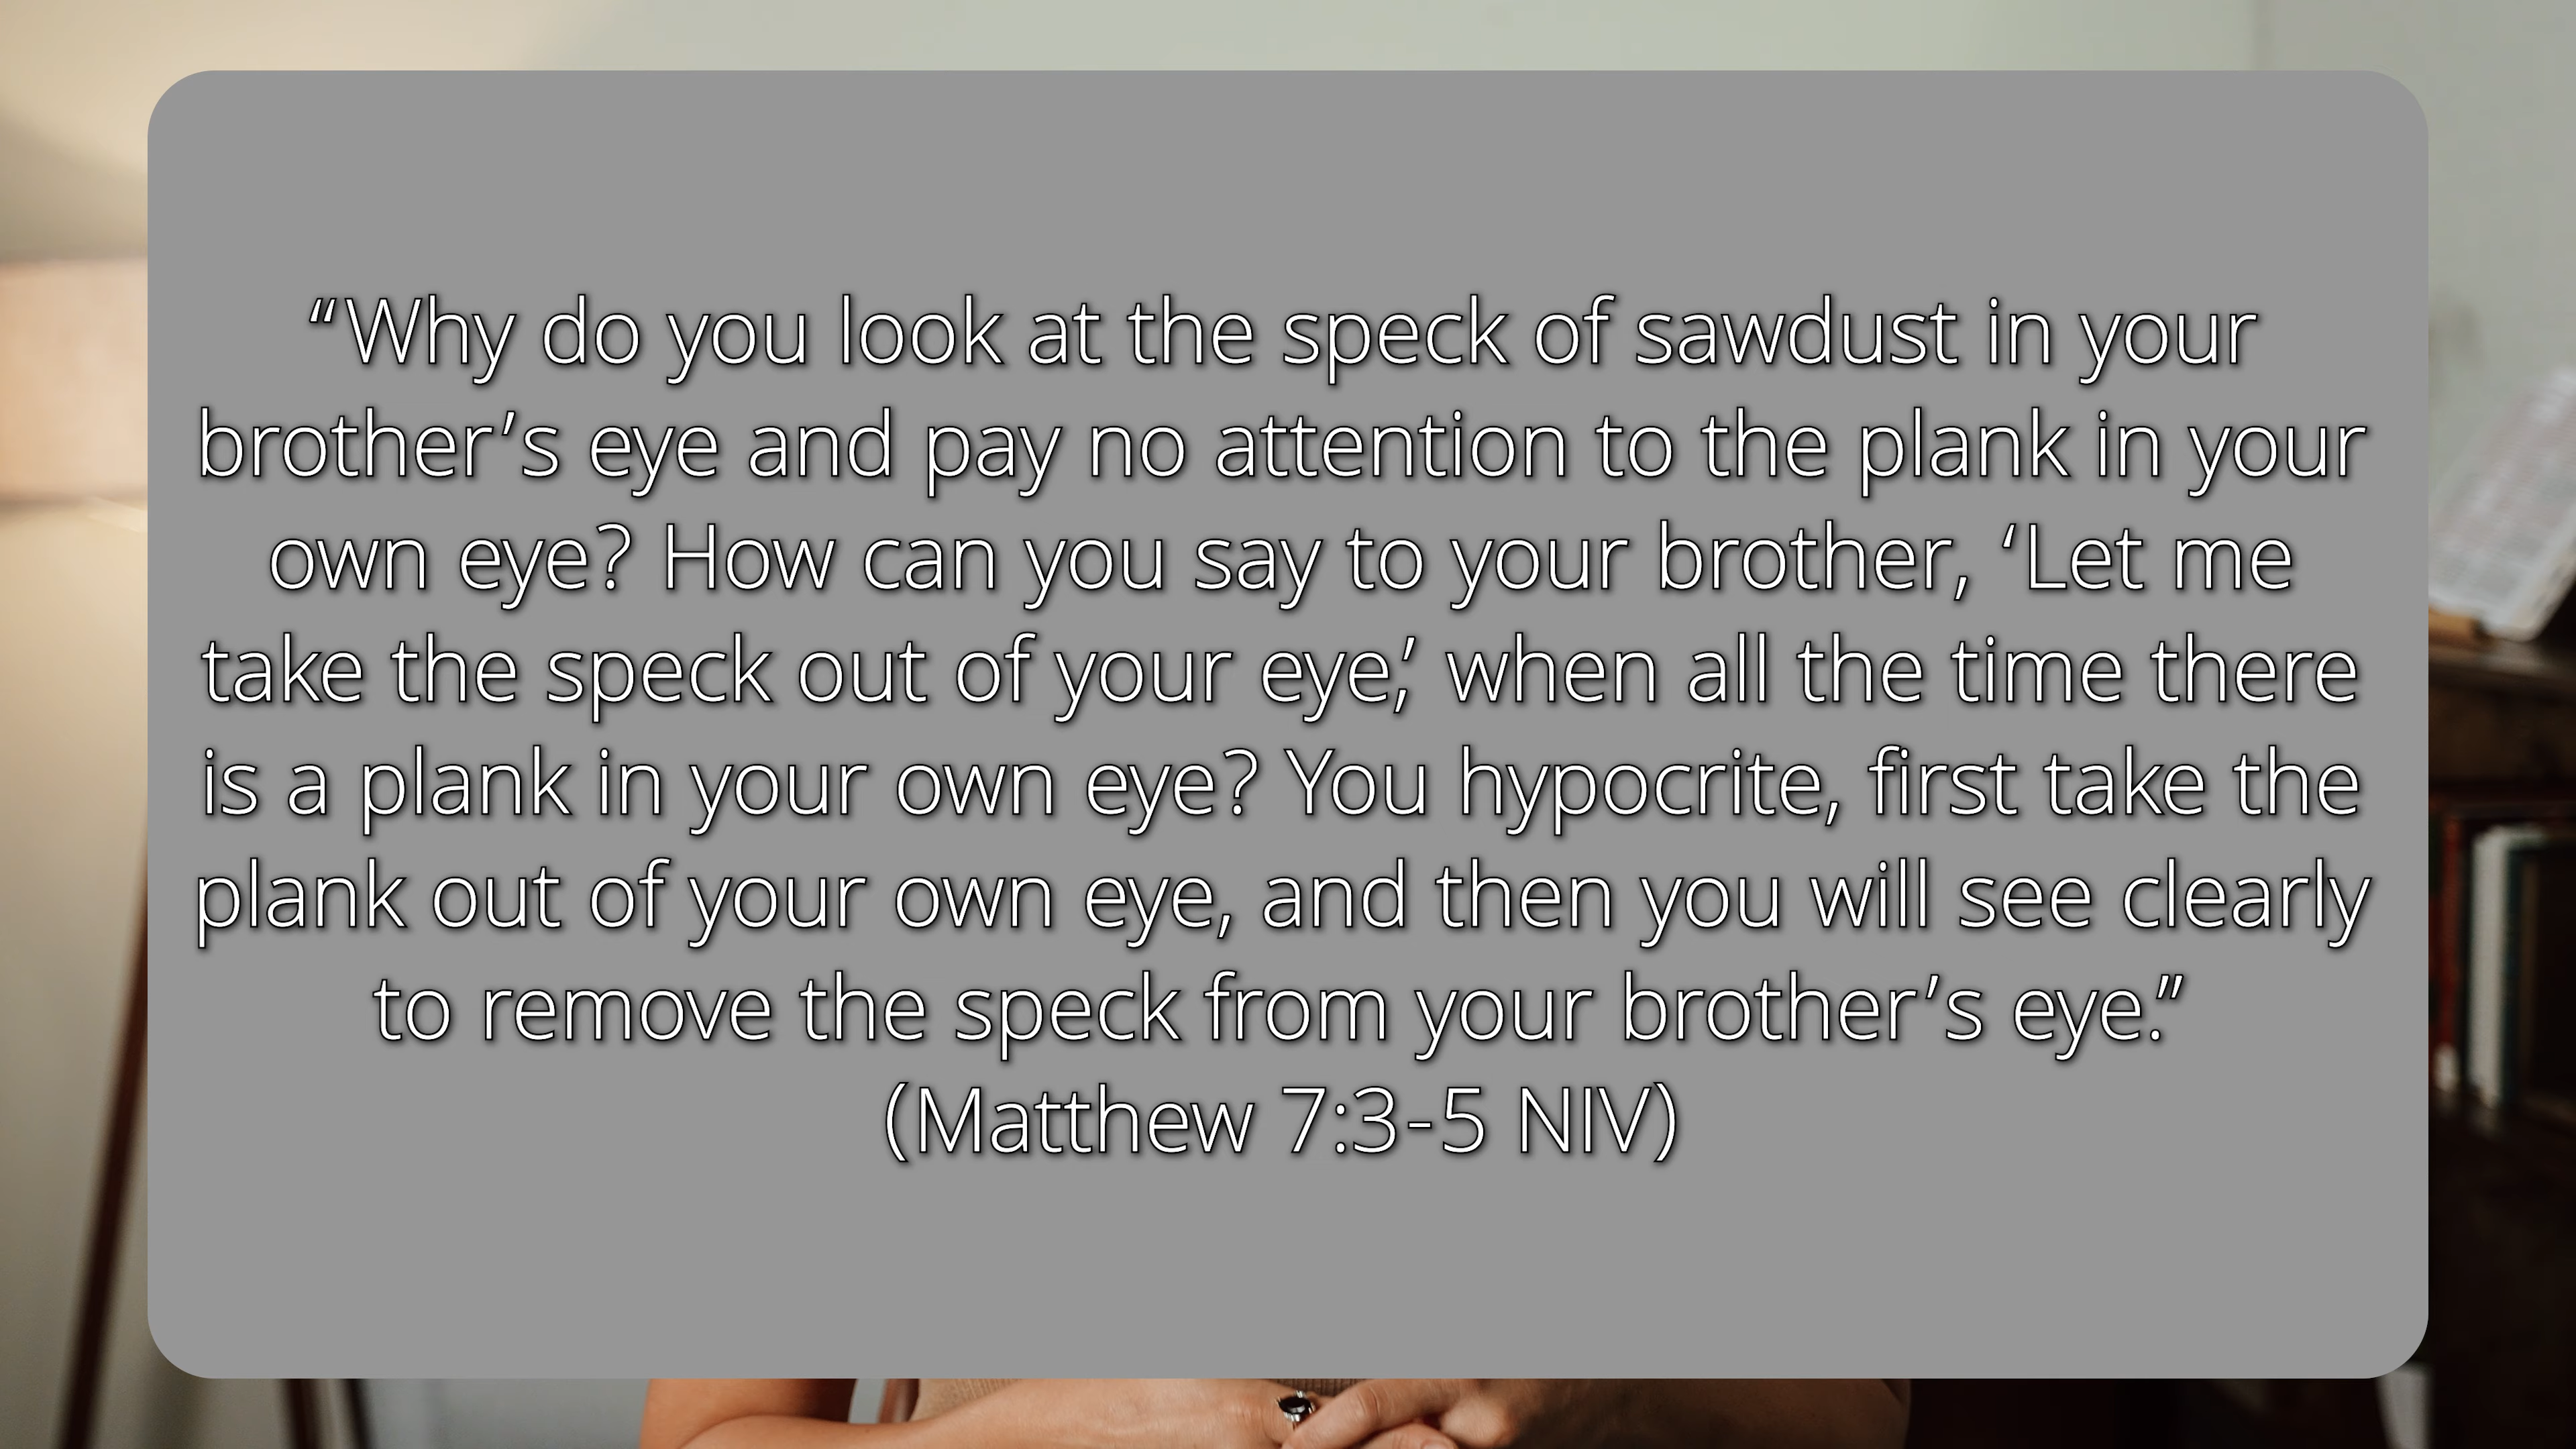 “Why do you look at the speck of sawdust in your
brother’s eye and pay no attention to the plank in your
own eye? How can you say to your brother, ‘Let me
take the speck out of your eye,’ when all the time there
is a plank in your own eye? You hypocrite, first take the
plank out of your own eye, and then you will see clearly
to remove the speck from your brother’s eye.”
(Matthew 7:3-5 NIV)